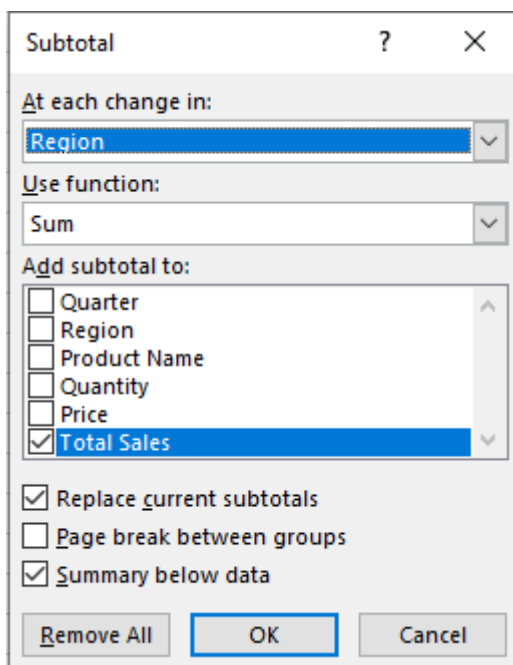 Subtotal ?
At each change in:
Region
Use function:
Sum
Add subtotal to:
Quarter
Region
Product Name
Quantity
Price
Total Sales
Replace current subtotals
Page break between groups
Summary below data
Remove All OK Cancel